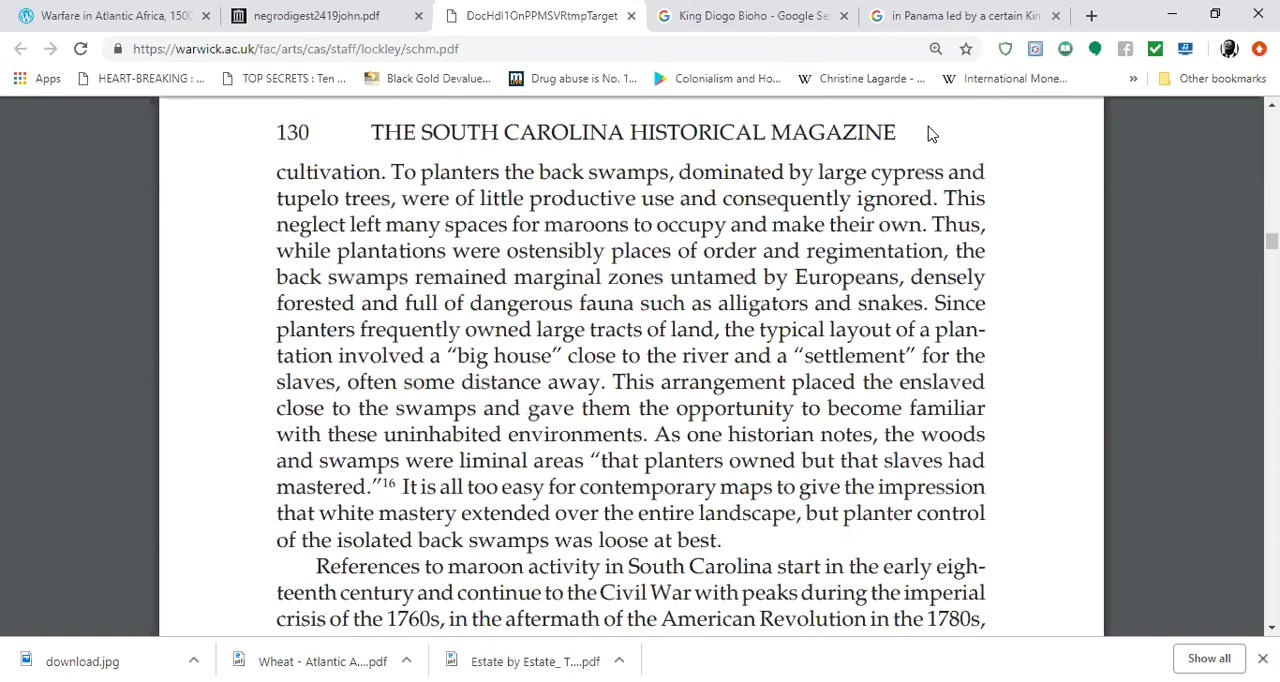 Warfare in Atlantic Africa, 1500
negrodigest2419john.pdf
DocHdl1OnPPMSVRtmpTarget
King Diogo Bioho - Google Se
in Panama led by a certain Kin
https://warwick.ac.uk/fac/arts/cas/staff/lockley/schm.pdf
Apps
HEART-BREAKING : ...
TOP SECRETS : Ten ...
Black Gold Devalue...
Drug abuse is No. 1...
Colonialism and Ho...
Christine Lagarde - ...
International Mone...
Other bookmarks
130 THE SOUTH CAROLINA HISTORICAL MAGAZINE
cultivation. To planters the back swamps, dominated by large cypress and
tupelo trees, were of little productive use and consequently ignored. This
neglect left many spaces for maroons to occupy and make their own. Thus,
while plantations were ostensibly places of order and regimentation, the
back swamps remained marginal zones untamed by Europeans, densely
forested and full of dangerous fauna such as alligators and snakes. Since
planters frequently owned large tracts of land, the typical layout of a plan-
tation involved a “big house” close to the river and a “settlement” for the
slaves, often some distance away. This arrangement placed the enslaved
close to the swamps and gave them the opportunity to become familiar
with these uninhabited environments. As one historian notes, the woods
and swamps were liminal areas “that planters owned but that slaves had
mastered.”16 It is all too easy for contemporary maps to give the impression
that white mastery extended over the entire landscape, but planter control
of the isolated back swamps was loose at best.
References to maroon activity in South Carolina start in the early eigh-
teenth century and continue to the Civil War with peaks during the imperial
crisis of the 1760s, in the aftermath of the American Revolution in the 1780s,
download.jpg
Wheat - Atlantic A....pdf
Estate by Estate_ T....pdf
Show all